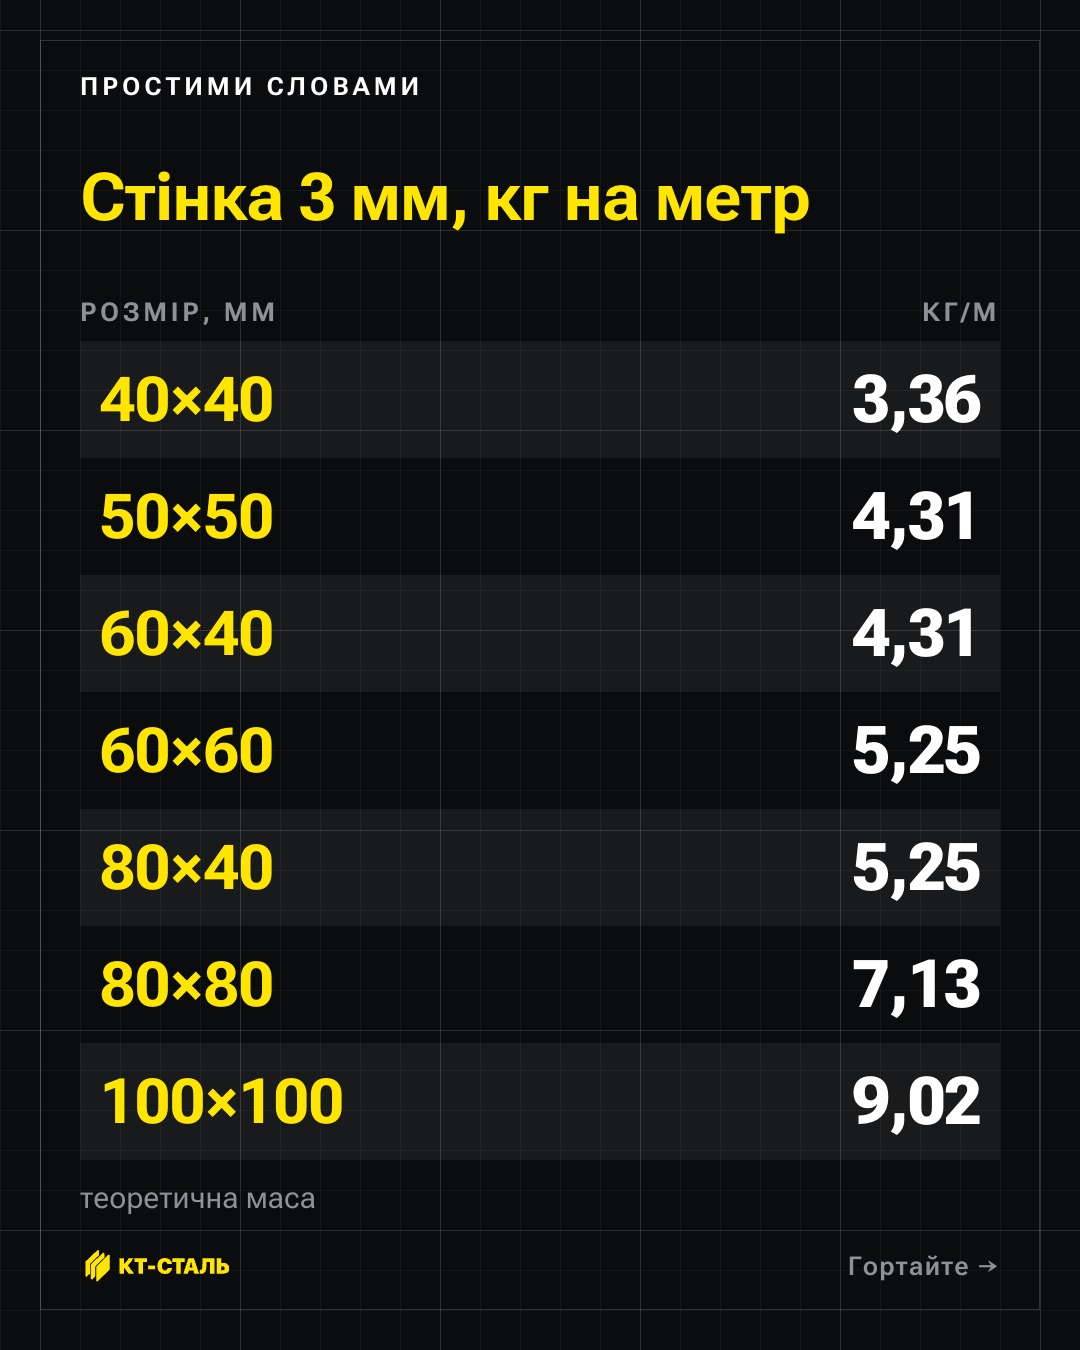 ПРОСТИМИ СЛОВАМИ
Стінка 3 мм, кг на метр
РОЗМІР, ММ КГ/М
40×40 3,36
50×50 4,31
60×40 4,31
60×60 5,25
80×40 5,25
80×80 7,13
100×100 9,02
теоретична маса
КТ-СТАЛЬ Гортайте →